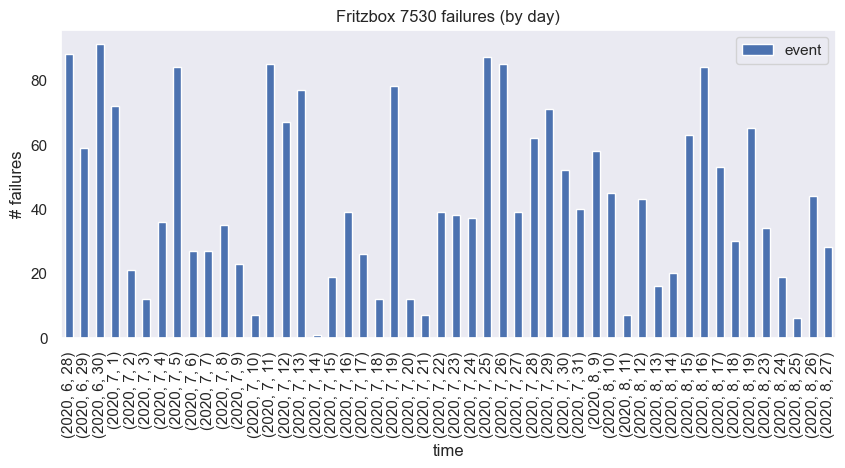 Fritzbox 7530 failures (by day)
event
# failures
80
60
40
20
0
(2020, 6, 28)
(2020, 6, 29)
(2020, 6, 30)
(2020, 7, 1)
(2020, 7, 2)
(2020, 7, 3)
(2020, 7, 4)
(2020, 7, 5)
(2020, 7, 6)
(2020, 7, 7)
(2020, 7, 8)
(2020, 7, 9)
(2020, 7, 10)
(2020, 7, 11)
(2020, 7, 12)
(2020, 7, 13)
(2020, 7, 14)
(2020, 7, 15)
(2020, 7, 16)
(2020, 7, 17)
(2020, 7, 18)
(2020, 7, 19)
(2020, 7, 20)
(2020, 7, 21)
(2020, 7, 22)
(2020, 7, 23)
(2020, 7, 24)
(2020, 7, 25)
(2020, 7, 26)
(2020, 7, 27)
(2020, 7, 28)
(2020, 7, 29)
(2020, 7, 30)
(2020, 7, 31)
(2020, 8, 9)
(2020, 8, 10)
(2020, 8, 11)
(2020, 8, 12)
(2020, 8, 13)
(2020, 8, 14)
(2020, 8, 15)
(2020, 8, 16)
(2020, 8, 17)
(2020, 8, 18)
(2020, 8, 19)
(2020, 8, 23)
(2020, 8, 24)
(2020, 8, 25)
(2020, 8, 26)
(2020, 8, 27)
time